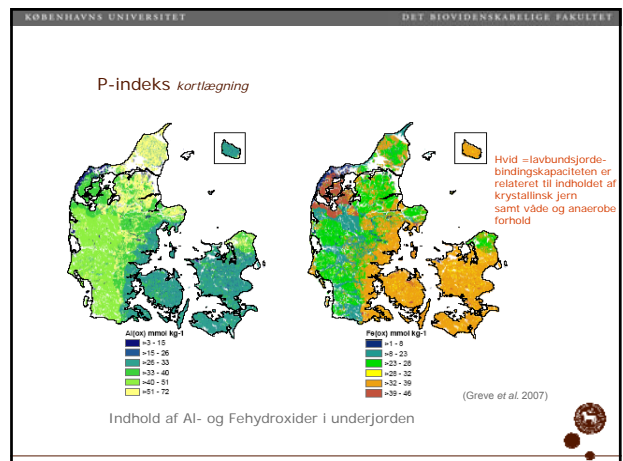 KØBENHAVNS UNIVERSITET
DET BIOVIDENSKABELIGE FAKULTET
P-indeks kortlægning
Hvid =lavbundsjorde-
bindingskapaciteten er
relateret til indholdet af
krystallinsk jern
samt våde og anaerobe
forhold
Al(ox) mmol kg-1
>3 - 15
>15 - 26
>26 - 33
>33 - 40
>40 - 51
>51 - 72
Fe(ox) mmol kg-1
>1 - 8
>8 - 23
>23 - 28
>28 - 32
>32 - 39
>39 - 46
(Greve et al. 2007)
Indhold af Al- og Fehydroxider i underjorden